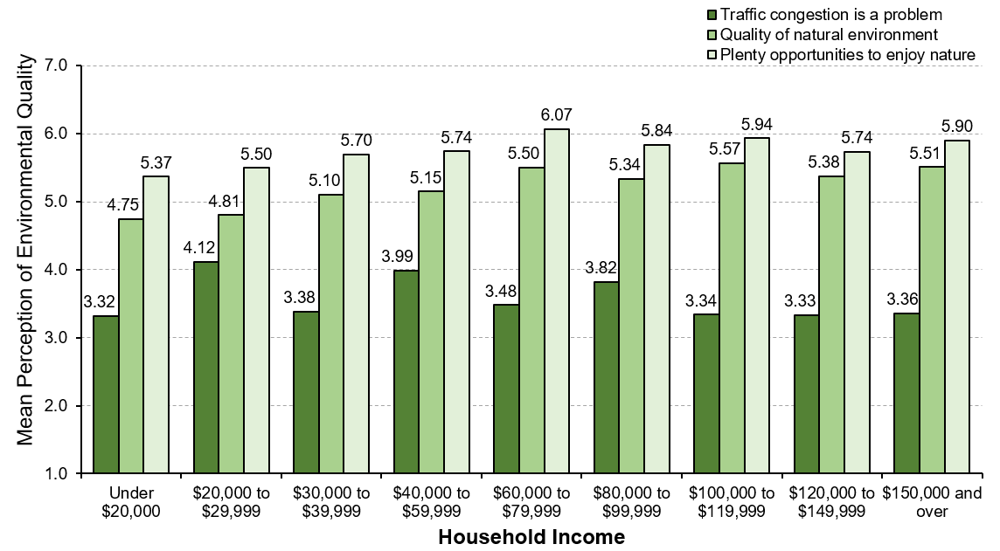 Traffic congestion is a problem
Quality of natural environment
Plenty opportunities to enjoy nature
Mean Perception of Environmental Quality
7.0
6.0
5.0
4.0
3.0
2.0
1.0
3.32
4.75
5.37
4.12
4.81
5.50
3.38
5.10
5.70
3.99
5.15
5.74
3.48
5.50
6.07
3.82
5.34
5.84
3.34
5.57
5.94
3.33
5.38
5.74
3.36
5.51
5.90
Under
$20,000
$20,000 to
$29,999
$30,000 to
$39,999
$40,000 to
$59,999
$60,000 to
$79,999
$80,000 to
$99,999
$100,000 to
$119,999
$120,000 to
$149,999
$150,000 and
over
Household Income